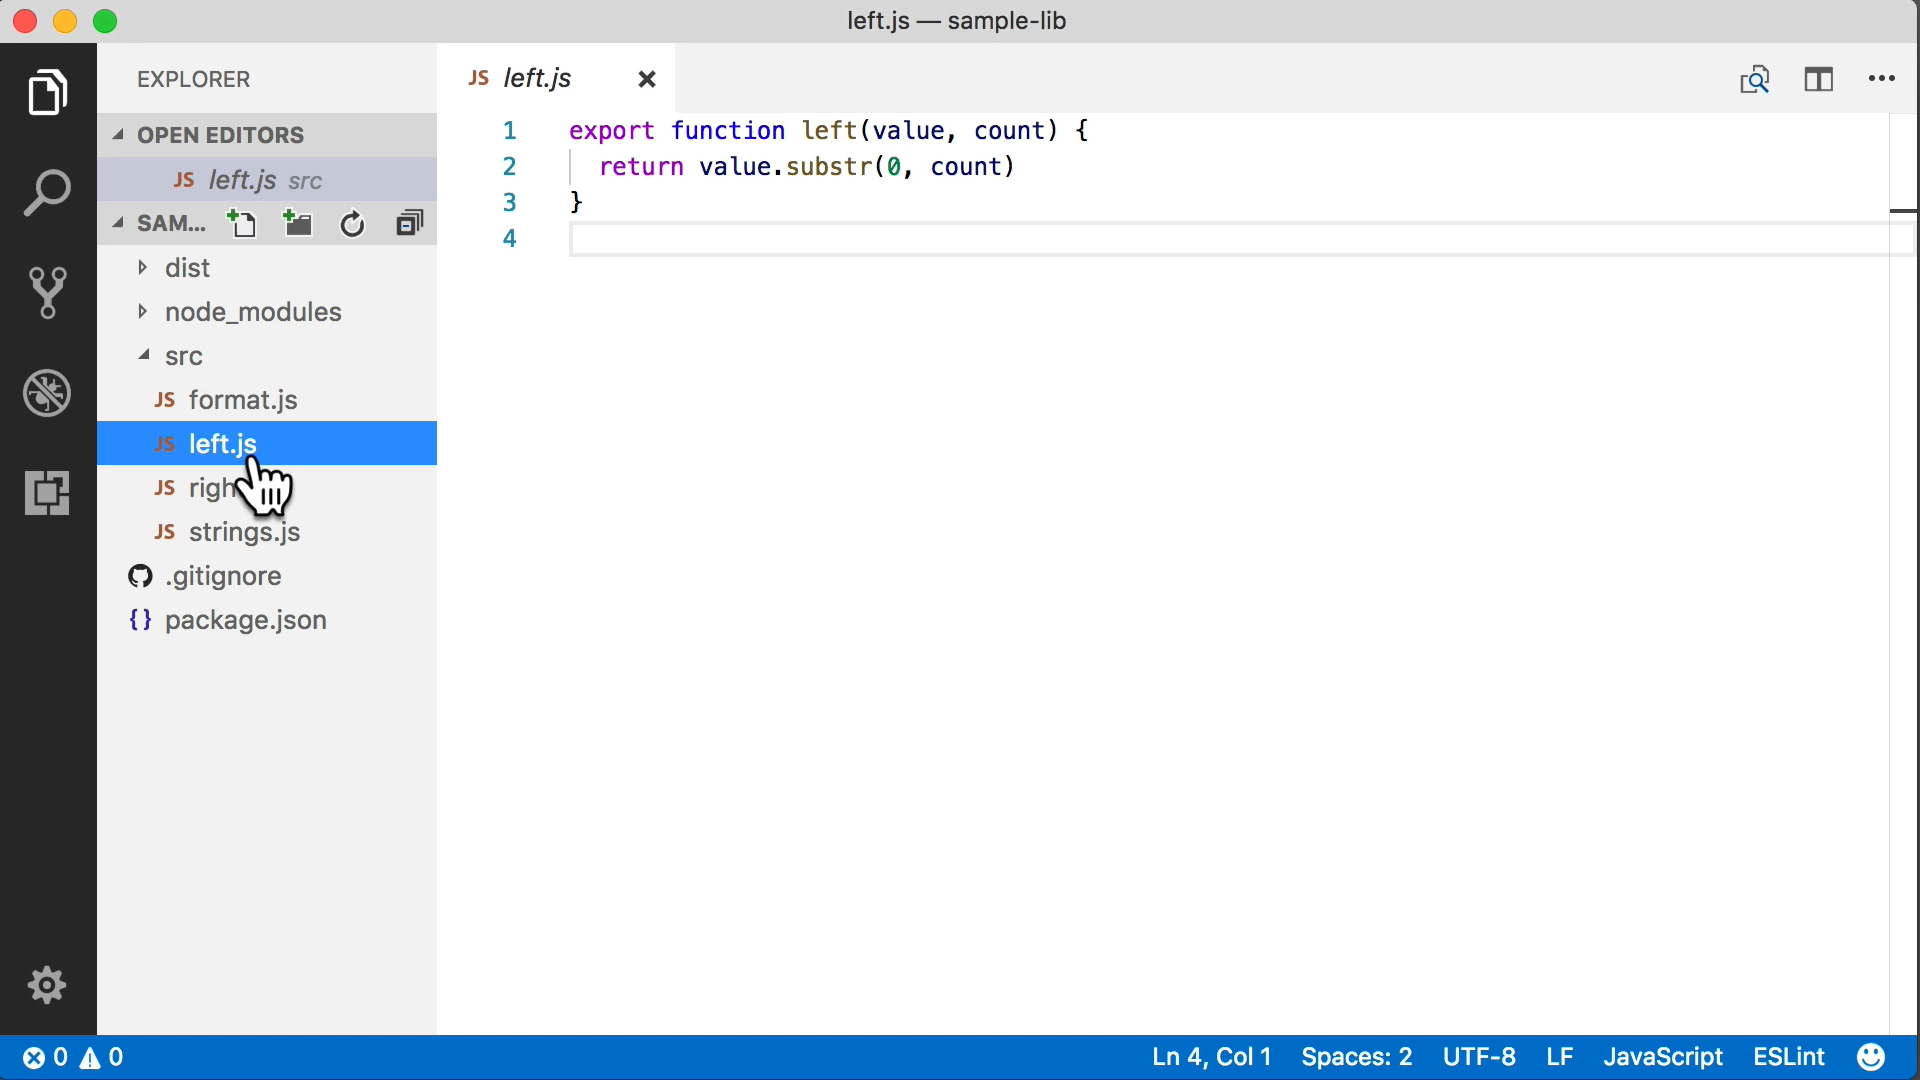 left.js — sample-lib
EXPLORER
OPEN EDITORS
JS left.js src
SAM...
dist
node_modules
src
JS format.js
JS left.js
JS
JS strings.js
.gitignore
{} package.json
JS left.js
1 export function left(value, count) {
2 return value.substr(0, count)
3 }
4
0 0
Ln 4, Col 1 Spaces: 2 UTF-8 LF JavaScript ESLint